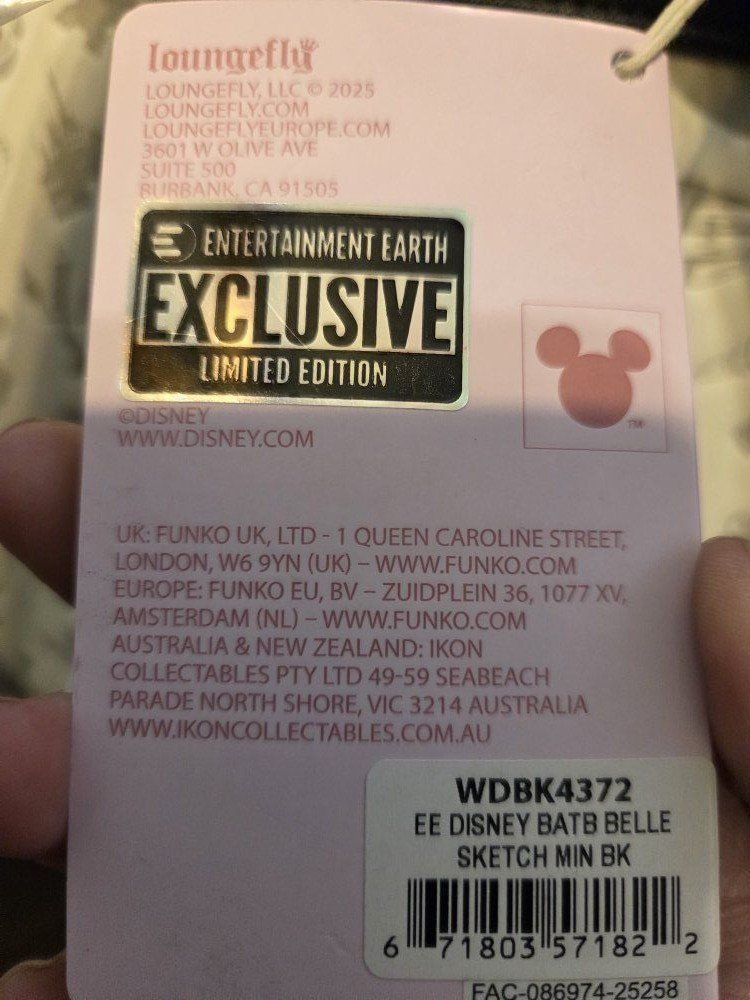 loungefly
LOUNGEFLY, LLC © 2025
LOUNGEFLY.COM
LOUNGEFLYEUROPE.COM
3601 W OLIVE AVE
SUITE 500
BURBANK, CA 91505
ENTERTAINMENT EARTH
EXCLUSIVE
LIMITED EDITION
©DISNEY
WWW.DISNEY.COM
TM
UK: FUNKO UK, LTD - 1 QUEEN CAROLINE STREET,
LONDON, W6 9YN (UK) – WWW.FUNKO.COM
EUROPE: FUNKO EU, BV – ZUIDPLEIN 36, 1077 XV,
AMSTERDAM (NL) – WWW.FUNKO.COM
AUSTRALIA & NEW ZEALAND: IKON
COLLECTABLES PTY LTD 49-59 SEABEACH
PARADE NORTH SHORE, VIC 3214 AUSTRALIA
WWW.IKONCOLLECTABLES.COM.AU
WDBK4372
EE DISNEY BATB BELLE
SKETCH MIN BK
6 71803 57182 2
FAC-086974-25258